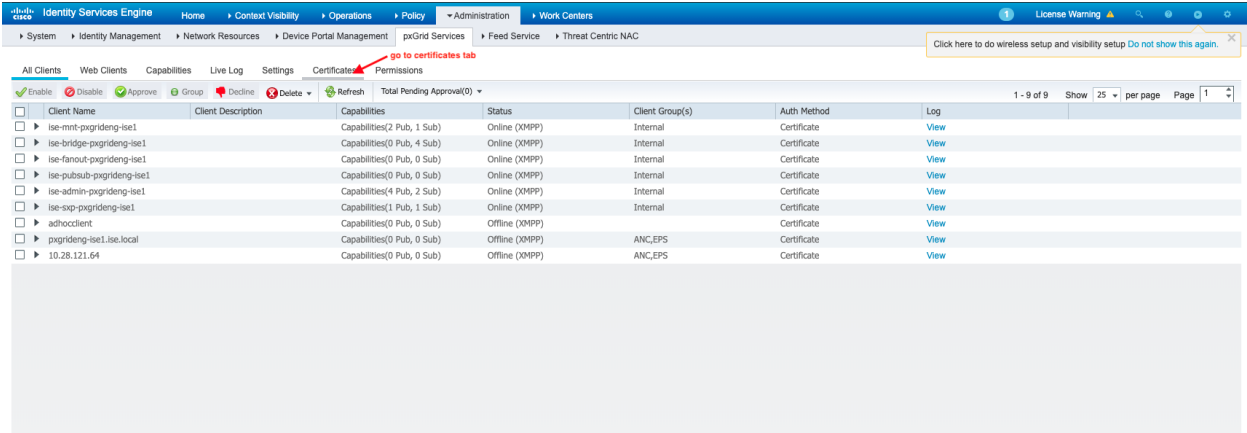 cisco Identity Services Engine Home Context Visibility Operations Policy Administration Work Centers 1 License Warning
System Identity Management Network Resources Device Portal Management pxGrid Services Feed Service Threat Centric NAC
Click here to do wireless setup and visibility setup Do not show this again.
go to certificates tab
All Clients Web Clients Capabilities Live Log Settings Certificates Permissions
Enable Disable Approve Group Decline Delete Refresh Total Pending Approval(0) 1 - 9 of 9 Show 25 per page Page 1
Client Name Client Description Capabilities Status Client Group(s) Auth Method Log
ise-mnt-pxgrideng-ise1 Capabilities(2 Pub, 1 Sub) Online (XMPP) Internal Certificate View
ise-bridge-pxgrideng-ise1 Capabilities(0 Pub, 4 Sub) Online (XMPP) Internal Certificate View
ise-fanout-pxgrideng-ise1 Capabilities(0 Pub, 0 Sub) Online (XMPP) Internal Certificate View
ise-pubsub-pxgrideng-ise1 Capabilities(0 Pub, 0 Sub) Online (XMPP) Internal Certificate View
ise-admin-pxgrideng-ise1 Capabilities(4 Pub, 2 Sub) Online (XMPP) Internal Certificate View
ise-sxp-pxgrideng-ise1 Capabilities(1 Pub, 1 Sub) Online (XMPP) Internal Certificate View
adhocclient Capabilities(0 Pub, 0 Sub) Offline (XMPP) Certificate View
pxgrideng-ise1.ise.local Capabilities(0 Pub, 0 Sub) Offline (XMPP) ANC,EPS Certificate View
10.28.121.64 Capabilities(0 Pub, 0 Sub) Offline (XMPP) ANC,EPS Certificate View